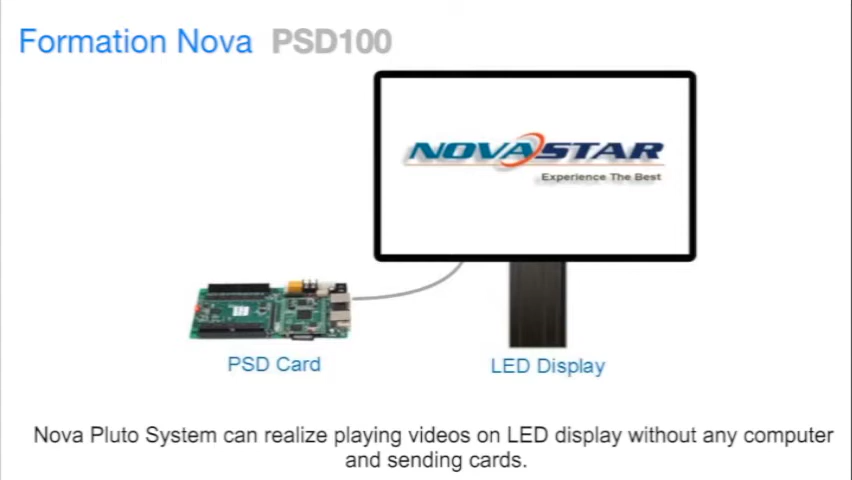 Formation Nova PSD100
NOVASTAR
Experience The Best
PSD Card
LED Display
Nova Pluto System can realize playing videos on LED display without any computer
and sending cards.